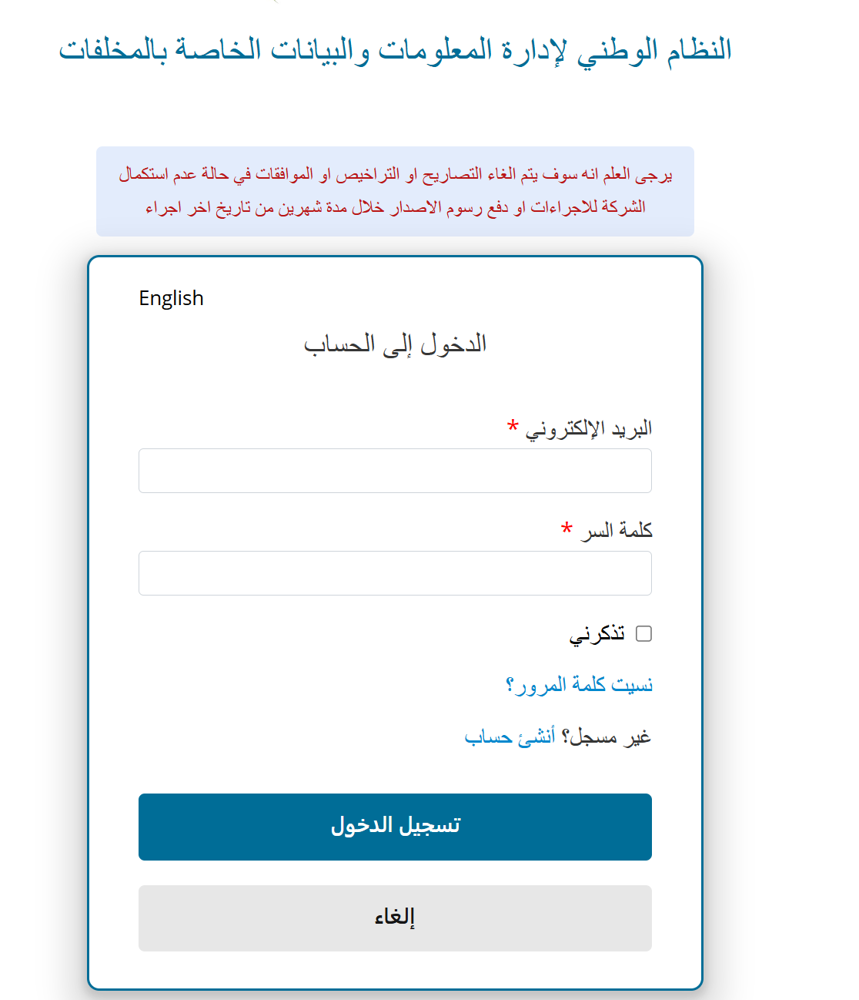 النظام الوطني لإدارة المعلومات والبيانات الخاصة بالمخلفات
يرجى العلم انه سوف يتم الغاء التصاريح او التراخيص او الموافقات في حالة عدم استكمال
الشركة للاجراءات او دفع رسوم الاصدار خلال مدة شهرين من تاريخ اخر اجراء
English
الدخول إلى الحساب
البريد الإلكتروني *
كلمة السر *
تذكرني
نسيت كلمة المرور؟
غير مسجل؟ أنشئ حساب
تسجيل الدخول
إلغاء